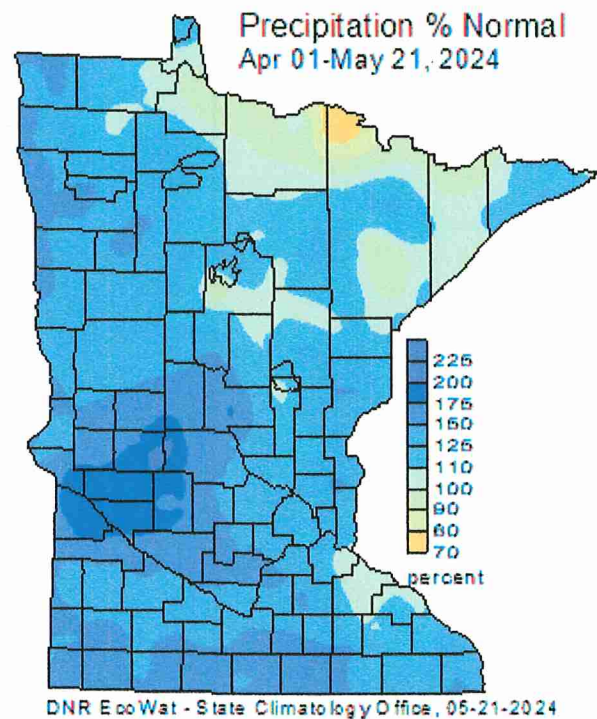 Precipitation % Normal
Apr 01-May 21, 2024
225
200
175
150
125
110
100
90
80
70
percent
DNR EcoWat - State Climatology Office, 05-21-2024